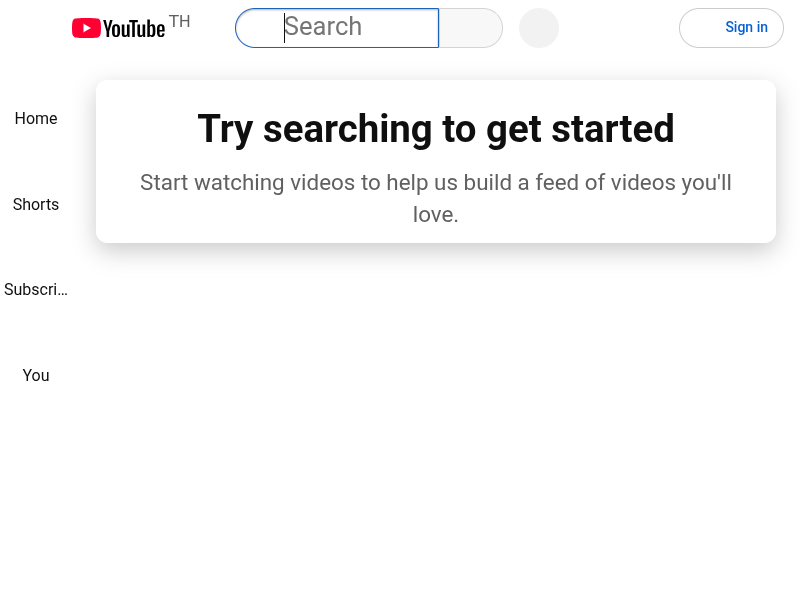 YouTube TH
Search
Sign in
Home
Shorts
Subscri...
You
Try searching to get started
Start watching videos to help us build a feed of videos you'll
love.